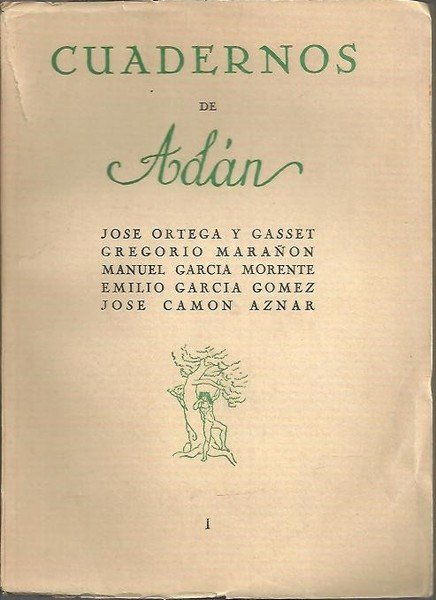 CUADERNOS
DE
Adán
JOSE ORTEGA Y GASSET
GREGORIO MARAÑON
MANUEL GARCIA MORENTE
EMILIO GARCIA GOMEZ
JOSE CAMON AZNAR
I